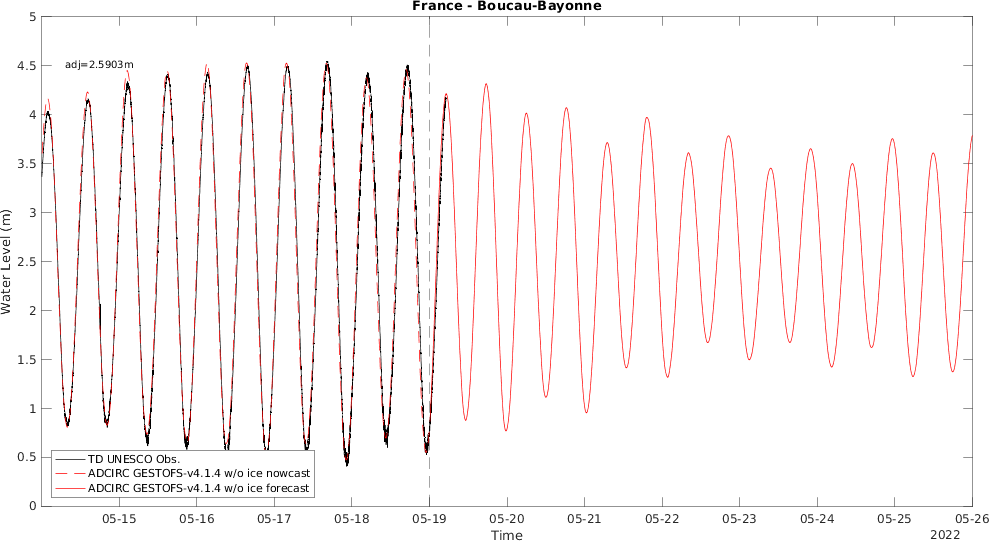 France - Boucau-Bayonne
5
4.5
4
3.5
3
2.5
2
1.5
1
0.5
0
Water Level (m)
adj=2.5903m
TD UNESCO Obs.
ADCIRC GESTOFS-v4.1.4 w/o ice nowcast
ADCIRC GESTOFS-v4.1.4 w/o ice forecast
05-15 05-16 05-17 05-18 05-19 05-20 05-21 05-22 05-23 05-24 05-25 05-26
Time
2022